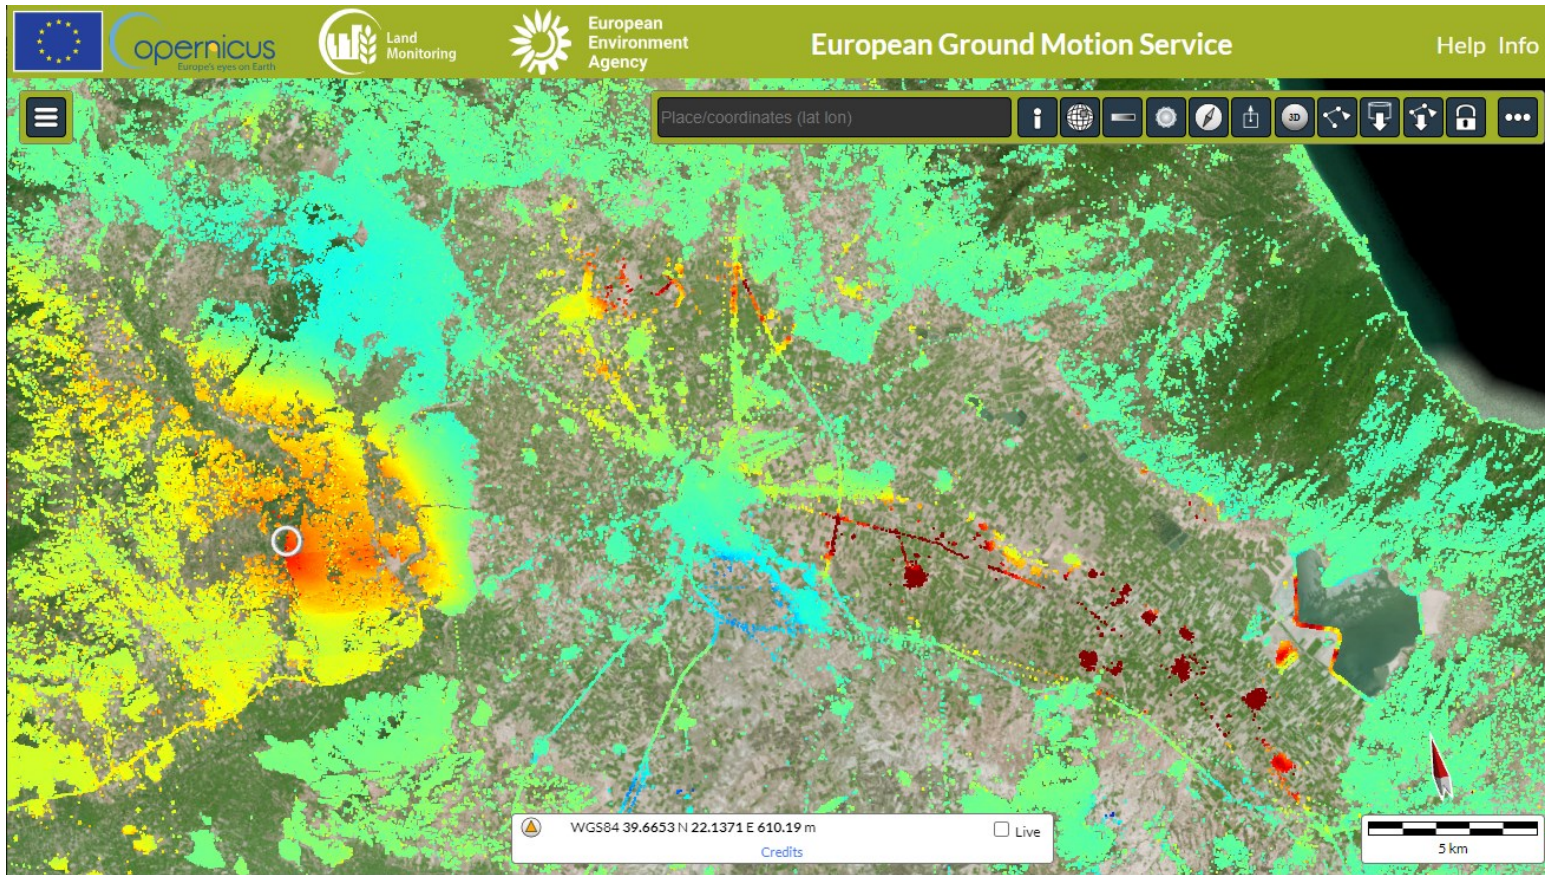 opernicus
Europe's eyes on Earth
Land
Monitoring
European
Environment
Agency
European Ground Motion Service
Help Info
Place/coordinates (lat lon)
3D
WGS84 39.6653 N 22.1371 E 610.19 m
Live
Credits
5 km